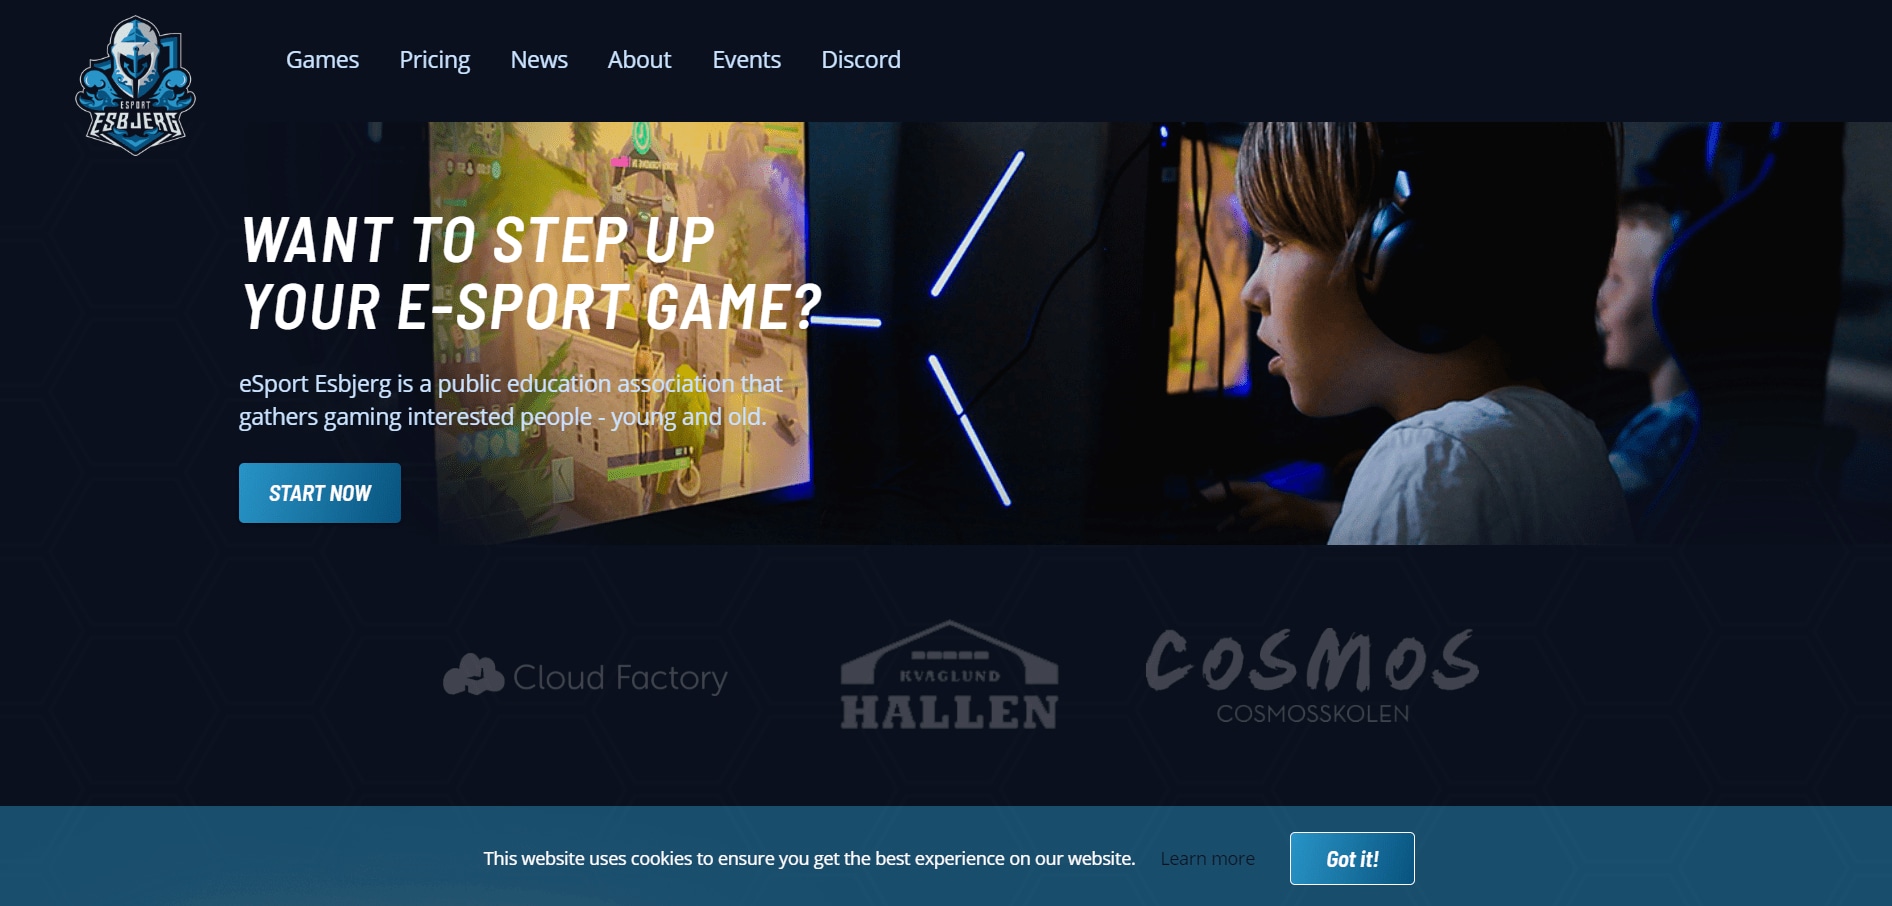 ESPORT
ESBJERG
Games
Pricing
News
About
Events
Discord
WANT TO STEP UP
YOUR E-SPORT GAME?
eSport Esbjerg is a public education association that
gathers gaming interested people - young and old.
START NOW
Cloud Factory
KVAGLUND
HALLEN
COSMOS
COSMOSSKOLEN
This website uses cookies to ensure you get the best experience on our website.
Learn more
Got it!